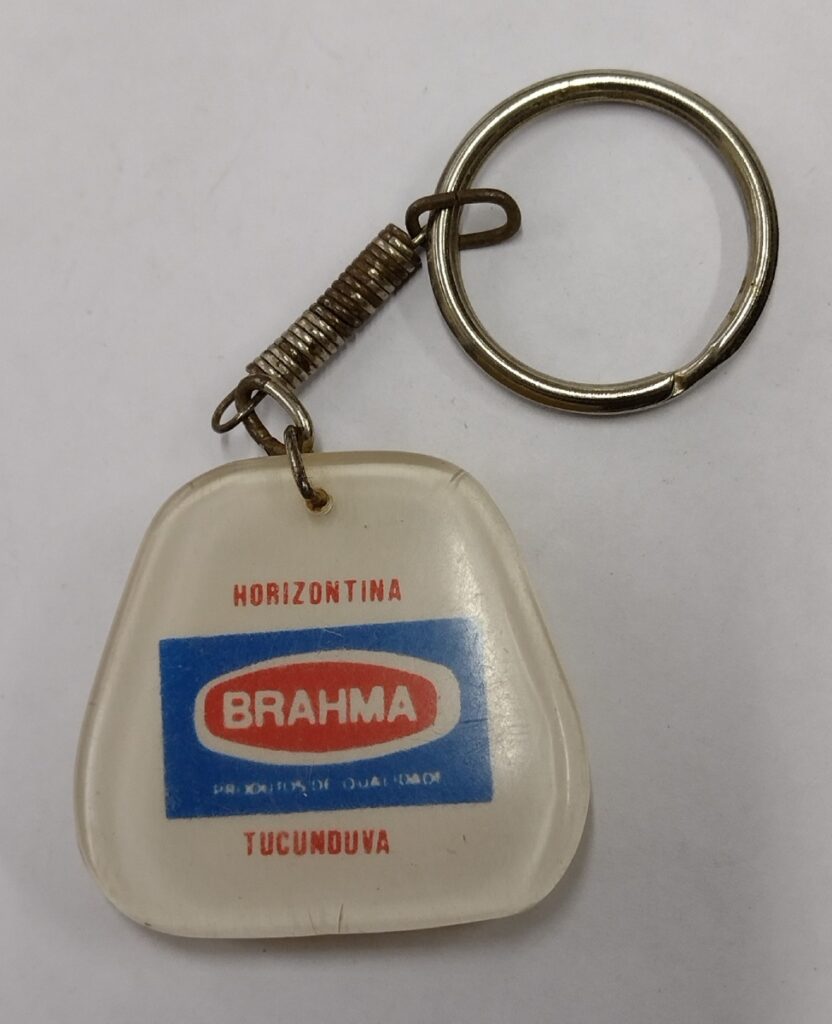 HORIZONTINA
BRAHMA
PRODUTOS DE QUALIDADE
TUCUNDUVA